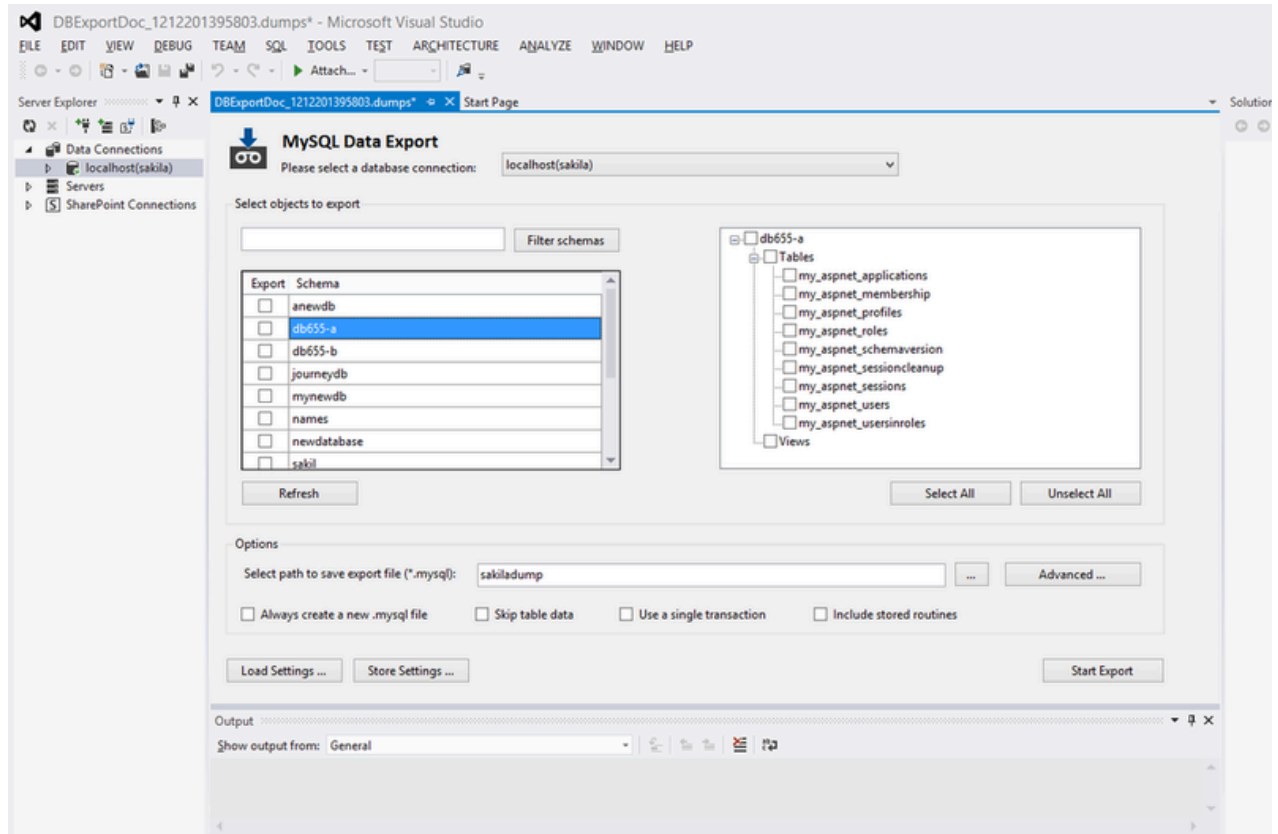 DBExportDoc_1212201395803.dumps* - Microsoft Visual Studio
FILE EDIT VIEW DEBUG TEAM SQL TOOLS TEST ARCHITECTURE ANALYZE WINDOW HELP
Attach...
Server Explorer
DBExportDoc_1212201395803.dumps* Start Page
Solution
Data Connections
localhost(sakila)
Servers
SharePoint Connections
MySQL Data Export
Please select a database connection: localhost(sakila)
Select objects to export
Filter schemas
Export Schema
anewdb
db655-a
db655-b
journeydb
mynewdb
names
newdatabase
sakil
Refresh
db655-a
Tables
my_aspnet_applications
my_aspnet_membership
my_aspnet_profiles
my_aspnet_roles
my_aspnet_schemaversion
my_aspnet_sessioncleanup
my_aspnet_sessions
my_aspnet_users
my_aspnet_usersinroles
Views
Select All Unselect All
Options
Select path to save export file (*.mysql): sakiladump ... Advanced ...
Always create a new .mysql file Skip table data Use a single transaction Include stored routines
Load Settings ... Store Settings ... Start Export
Output
Show output from: General